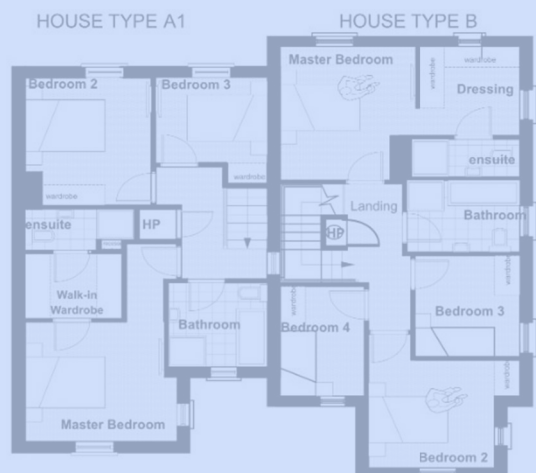 HOUSE TYPE A1
HOUSE TYPE B
Bedroom 2
Bedroom 3
wardrobe
wardrobe
ensuite
HP
Walk-in
Wardrobe
Bathroom
Master Bedroom
Master Bedroom
wardrobe
wardrobe
Dressing
ensuite
Landing
HP
Bathroom
wardrobe
Bedroom 4
wardrobe
Bedroom 3
wardrobe
Bedroom 2